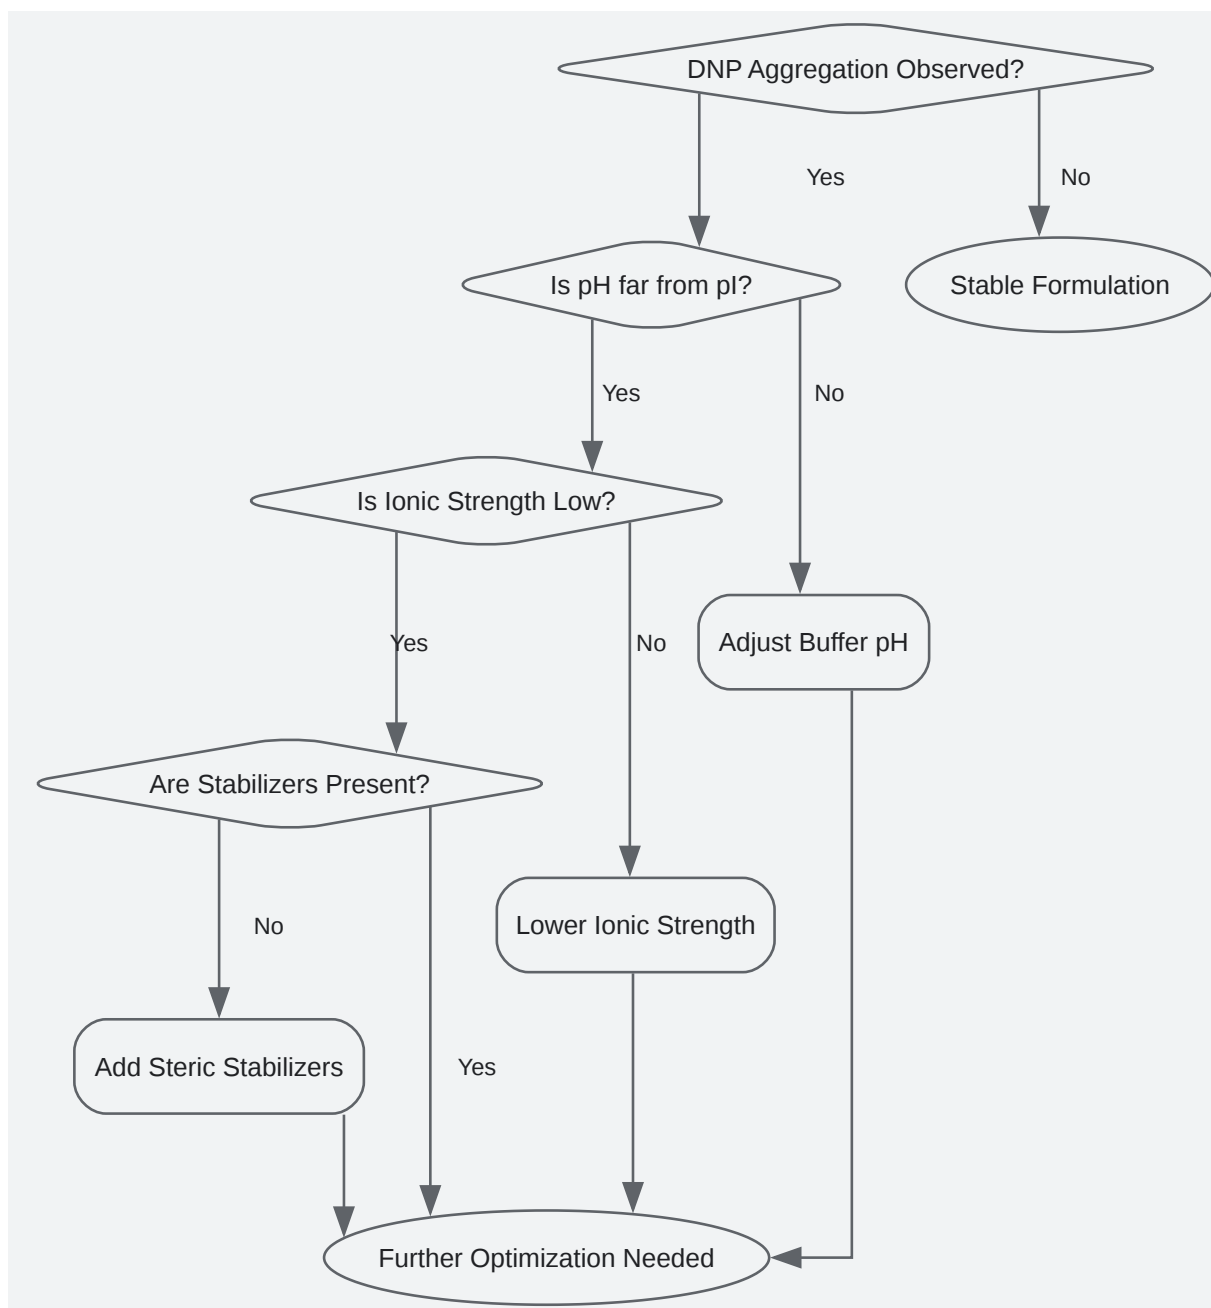 DNP Aggregation Observed?
Yes
No
Is pH far from pI?
Stable Formulation
Yes
No
Is Ionic Strength Low?
Yes
No
Adjust Buffer pH
Are Stabilizers Present?
No
Lower Ionic Strength
Add Steric Stabilizers
Yes
Further Optimization Needed